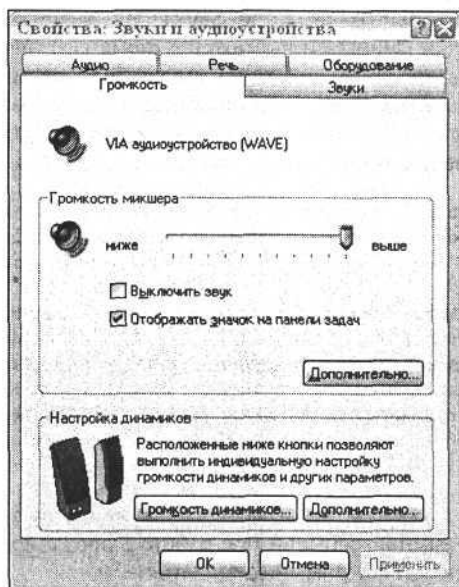 Свойства: Звуки и аудиоустройства
Аудио Речь Оборудование
Громкость Звуки
VIA аудиоустройство (WAVE)
Громкость микшера
ниже выше
Выключить звук
Отображать значок на панели задач
Дополнительно...
Настройка динамиков
Расположенные ниже кнопки позволяют
выполнить индивидуальную настройку
громкости динамиков и других параметров.
Громкость динамиков... Дополнительно...
OK Отмена Применить